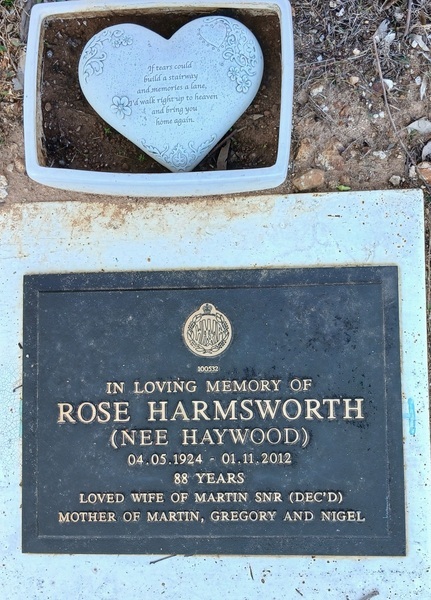 If tears could
build a stairway
and memories a lane,
I'd walk right up to heaven
and bring you
home again.
100532
IN LOVING MEMORY OF
ROSE HARMSWORTH
(NEE HAYWOOD)
04.05.1924 - 01.11.2012
88 YEARS
LOVED WIFE OF MARTIN SNR (DEC'D)
MOTHER OF MARTIN, GREGORY AND NIGEL